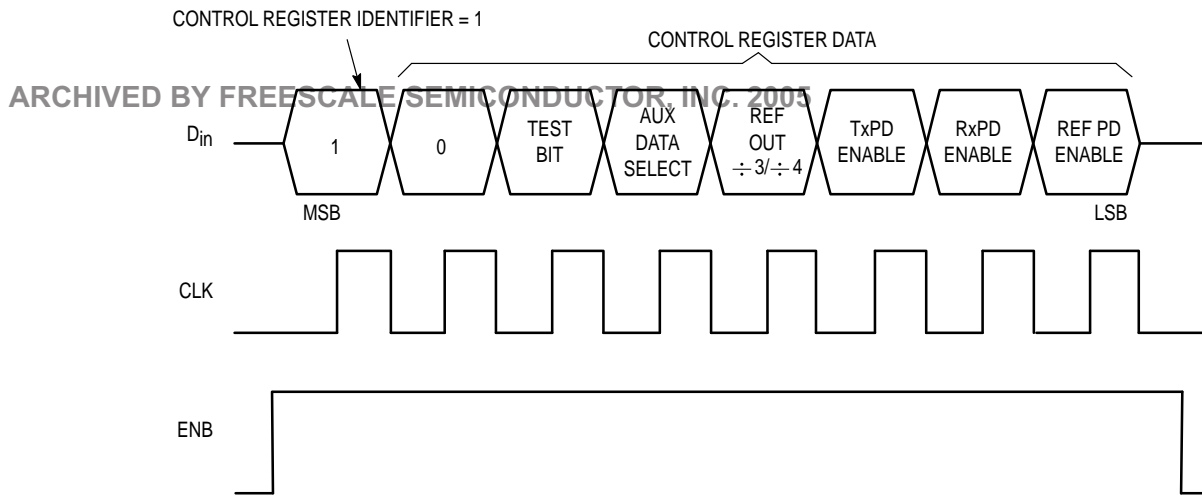 CONTROL REGISTER IDENTIFIER = 1
CONTROL REGISTER DATA
ARCHIVED BY FREESCALE SEMICONDUCTOR, INC. 2005
Din
1
0
TEST
BIT
AUX
DATA
SELECT
REF
OUT
÷3/÷4
TxPD
ENABLE
RxPD
ENABLE
REF PD
ENABLE
MSB
LSB
CLK
ENB